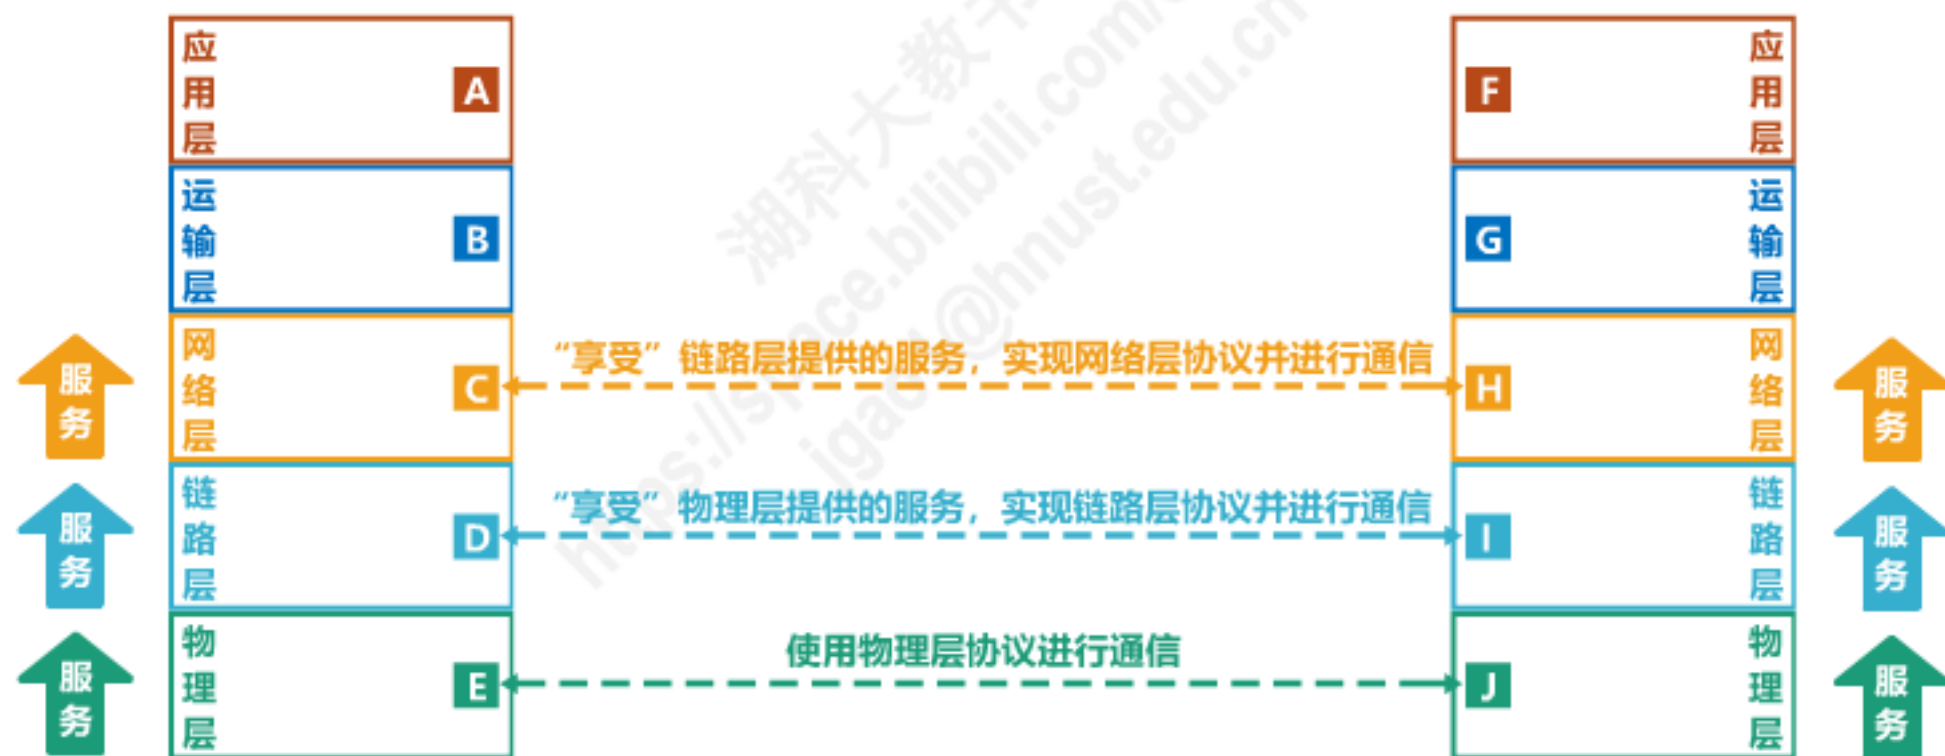 应用层
A
F
应用层
运输层
B
G
运输层
服务
网络层
C
“享受”链路层提供的服务，实现网络层协议并进行通信
H
网络层
服务
服务
链路层
D
“享受”物理层提供的服务，实现链路层协议并进行通信
I
链路层
服务
服务
物理层
E
使用物理层协议进行通信
J
物理层
服务
湖科大教书
https://space.bilibili.com/
@hnust.edu.cn